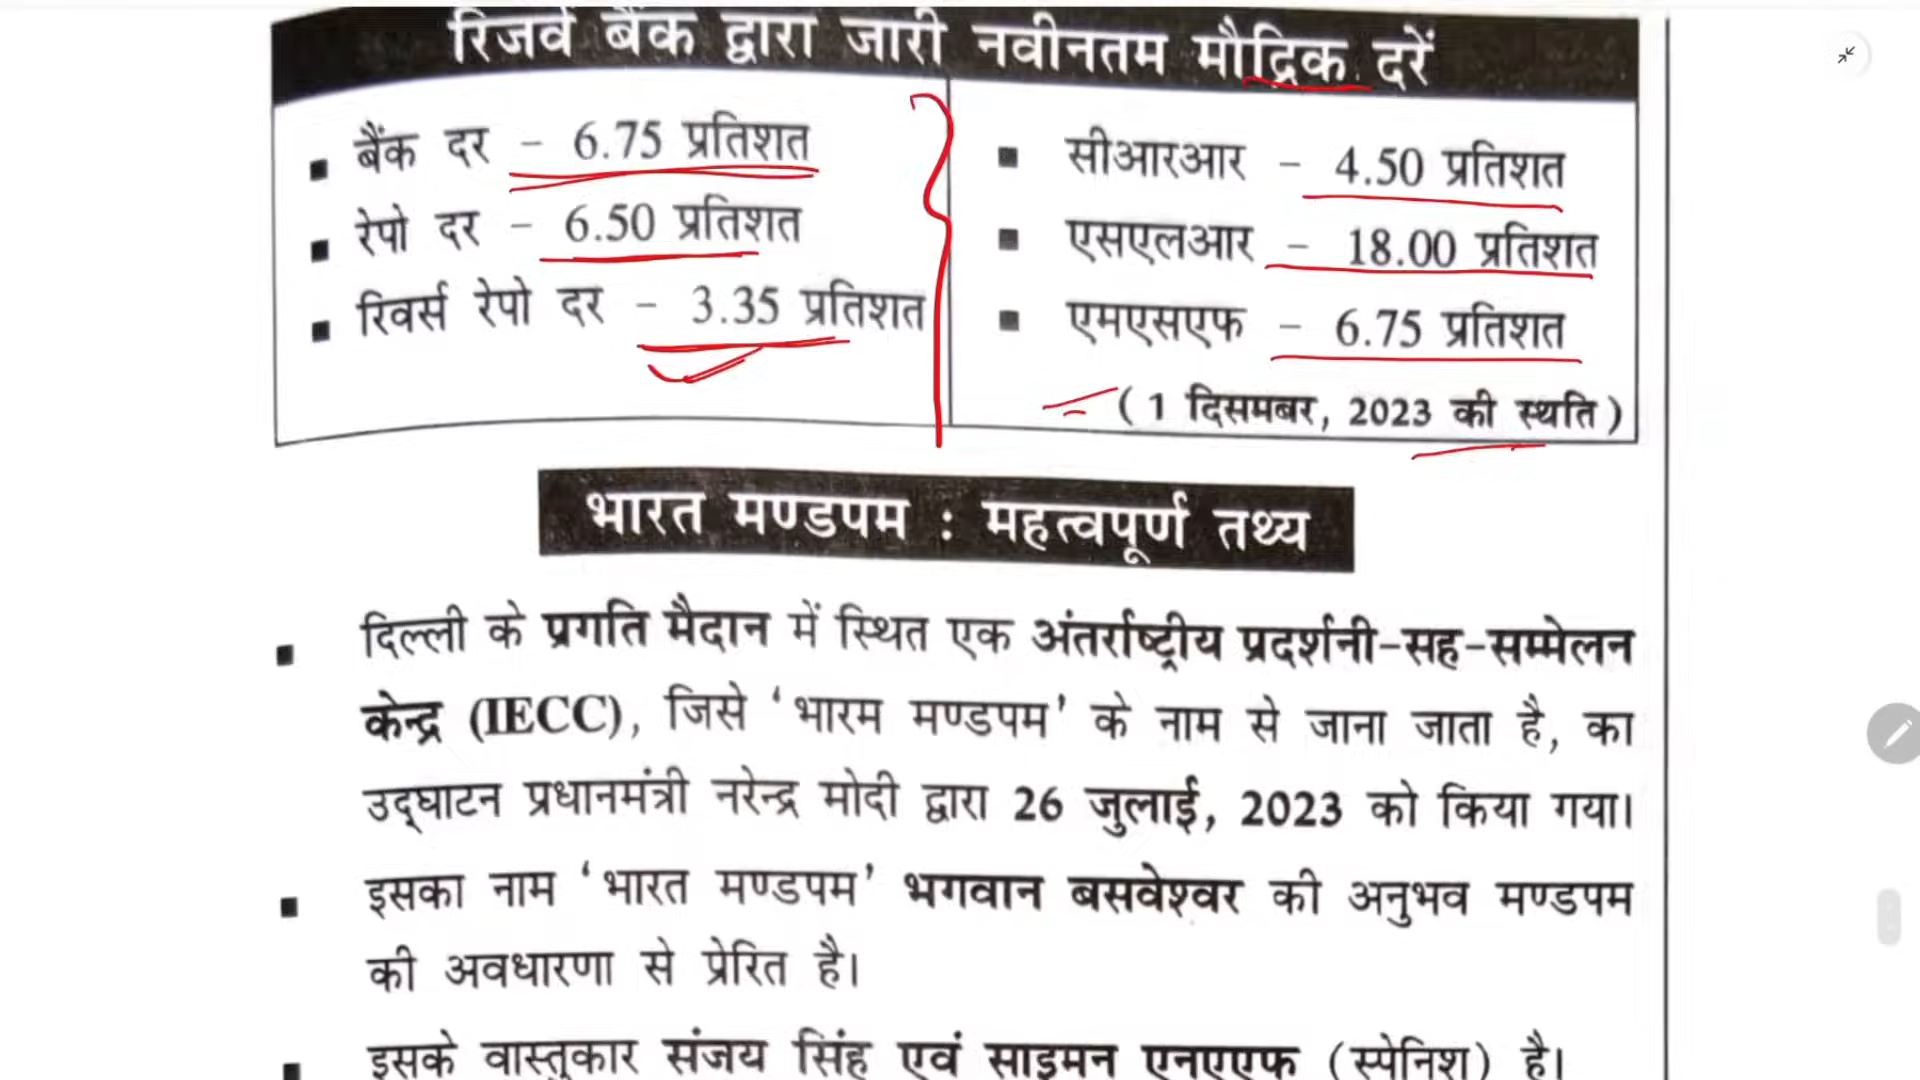 रिजर्व बैंक द्वारा जारी नवीनतम मौद्रिक दरें
बैंक दर - 6.75 प्रतिशत
रेपो दर - 6.50 प्रतिशत
रिवर्स रेपो दर - 3.35 प्रतिशत
सीआरआर - 4.50 प्रतिशत
एसएलआर - 18.00 प्रतिशत
एमएसएफ - 6.75 प्रतिशत
(1 दिसमबर, 2023 की स्थति)
भारत मण्डपम : महत्वपूर्ण तथ्य
दिल्ली के प्रगति मैदान में स्थित एक अंतर्राष्ट्रीय प्रदर्शनी-सह-सम्मेलन
केन्द्र (IECC), जिसे ‘भारम मण्डपम’ के नाम से जाना जाता है, का
उद्घाटन प्रधानमंत्री नरेन्द्र मोदी द्वारा 26 जुलाई, 2023 को किया गया।
इसका नाम ‘भारत मण्डपम’ भगवान बसवेश्वर की अनुभव मण्डपम
की अवधारणा से प्रेरित है।
इसके वास्तुकार संजय सिंह एवं साइमन एनएएफ (स्पेनिश) है।